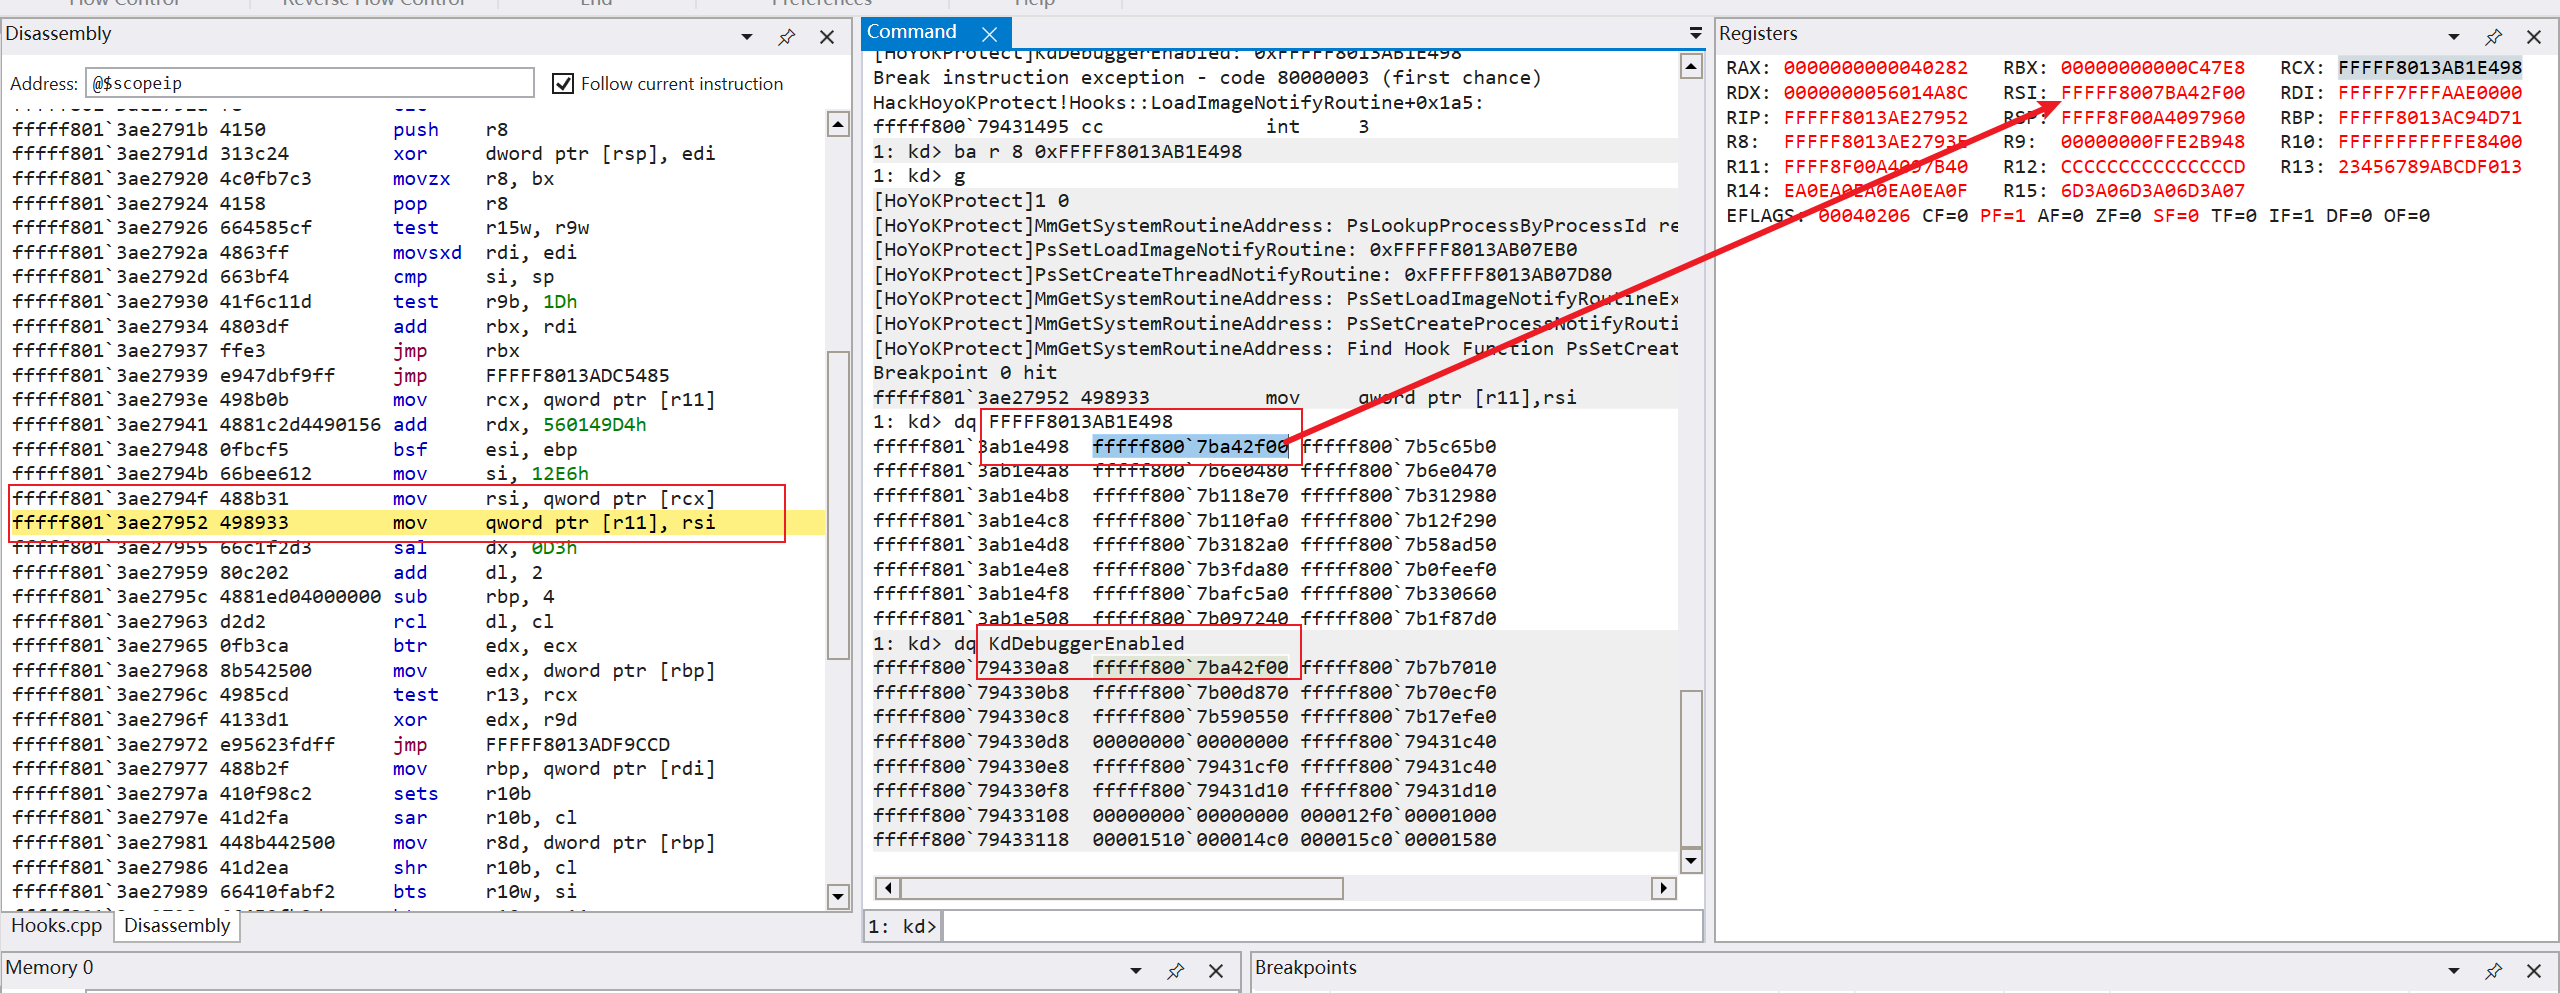 Flow Control Reverse Flow Control End Preferences Help
Disassembly
Address: @$scopeip Follow current instruction
fffff801`3ae2791b 4150 push r8
fffff801`3ae2791d 313c24 xor dword ptr [rsp], edi
fffff801`3ae27920 4c0fb7c3 movzx r8, bx
fffff801`3ae27924 4158 pop r8
fffff801`3ae27926 664585cf test r15w, r9w
fffff801`3ae2792a 4863ff movsxd rdi, edi
fffff801`3ae2792d 663bf4 cmp si, sp
fffff801`3ae27930 41f6c11d test r9b, 1Dh
fffff801`3ae27934 4803df add rbx, rdi
fffff801`3ae27937 ffe3 jmp rbx
fffff801`3ae27939 e947dbf9ff jmp FFFFF8013ADC5485
fffff801`3ae2793e 498b0b mov rcx, qword ptr [r11]
fffff801`3ae27941 4881c2d4490156 add rdx, 560149D4h
fffff801`3ae27948 0fbcf5 bsf esi, ebp
fffff801`3ae2794b 66bee612 mov si, 12E6h
fffff801`3ae2794f 488b31 mov rsi, qword ptr [rcx]
fffff801`3ae27952 498933 mov qword ptr [r11], rsi
fffff801`3ae27955 66c1f2d3 sal dx, 0D3h
fffff801`3ae27959 80c202 add dl, 2
fffff801`3ae2795c 4881ed04000000 sub rbp, 4
fffff801`3ae27963 d2d2 rcl dl, cl
fffff801`3ae27965 0fb3ca btr edx, ecx
fffff801`3ae27968 8b542500 mov edx, dword ptr [rbp]
fffff801`3ae2796c 4985cd test r13, rcx
fffff801`3ae2796f 4133d1 xor edx, r9d
fffff801`3ae27972 e95623fdff jmp FFFFF8013ADF9CCD
fffff801`3ae27977 488b2f mov rbp, qword ptr [rdi]
fffff801`3ae2797a 410f98c2 sets r10b
fffff801`3ae2797e 41d2fa sar r10b, cl
fffff801`3ae27981 448b442500 mov r8d, dword ptr [rbp]
fffff801`3ae27986 41d2ea shr r10b, cl
fffff801`3ae27989 66410fabf2 bts r10w, si
Hooks.cpp Disassembly
Command
[HoYoKProtect]KdDebuggerEnabled: 0xFFFFF8013AB1E498
Break instruction exception - code 80000003 (first chance)
HackHoyoKProtect!Hooks::LoadImageNotifyRoutine+0x1a5:
fffff800`79431495 cc int 3
1: kd> ba r 8 0xFFFFF8013AB1E498
1: kd> g
[HoYoKProtect]1 0
[HoYoKProtect]MmGetSystemRoutineAddress: PsLookupProcessByProcessId re
[HoYoKProtect]PsSetLoadImageNotifyRoutine: 0xFFFFF8013AB07EB0
[HoYoKProtect]PsSetCreateThreadNotifyRoutine: 0xFFFFF8013AB07D80
[HoYoKProtect]MmGetSystemRoutineAddress: PsSetLoadImageNotifyRoutineEx
[HoYoKProtect]MmGetSystemRoutineAddress: PsSetCreateProcessNotifyRouti
[HoYoKProtect]MmGetSystemRoutineAddress: Find Hook Function PsSetCreat
Breakpoint 0 hit
fffff801`3ae27952 498933 mov qword ptr [r11],rsi
1: kd> dq FFFFF8013AB1E498
fffff801`3ab1e498 fffff800`7ba42f00 fffff800`7b5c65b0
fffff801`3ab1e4a8 fffff800`7b6e0480 fffff800`7b6e0470
fffff801`3ab1e4b8 fffff800`7b118e70 fffff800`7b312980
fffff801`3ab1e4c8 fffff800`7b110fa0 fffff800`7b12f290
fffff801`3ab1e4d8 fffff800`7b3182a0 fffff800`7b58ad50
fffff801`3ab1e4e8 fffff800`7b3fda80 fffff800`7b0feef0
fffff801`3ab1e4f8 fffff800`7bafc5a0 fffff800`7b330660
fffff801`3ab1e508 fffff800`7b097240 fffff800`7b1f87d0
1: kd> dq KdDebuggerEnabled
fffff800`794330a8 fffff800`7ba42f00 fffff800`7b7b7010
fffff800`794330b8 fffff800`7b00d870 fffff800`7b70ecf0
fffff800`794330c8 fffff800`7b590550 fffff800`7b17efe0
fffff800`794330d8 00000000`00000000 fffff800`79431c40
fffff800`794330e8 fffff800`79431cf0 fffff800`79431c40
fffff800`794330f8 fffff800`79431d10 fffff800`79431d10
fffff800`79433108 00000000`00000000 000012f0`00001000
fffff800`79433118 00001510`000014c0 000015c0`00001580
1: kd>
Registers
RAX: 0000000000040282 RBX: 00000000000C47E8 RCX: FFFFF8013AB1E498
RDX: 0000000056014A8C RSI: FFFFF8007BA42F00 RDI: FFFFF7FFFAAE0000
RIP: FFFFF8013AE27952 RSP: FFFF8F00A4097960 RBP: FFFFF8013AC94D71
R8: FFFFF8013AE2793E R9: 00000000FFE2B948 R10: FFFFFFFFFFFE8400
R11: FFFF8F00A4097B40 R12: CCCCCCCCCCCCCCCD R13: 23456789ABCDF013
R14: EA0EA0EA0EA0EA0F R15: 6D3A06D3A06D3A07
EFLAGS: 00040206 CF=0 PF=1 AF=0 ZF=0 SF=0 TF=0 IF=1 DF=0 OF=0
Memory 0
Breakpoints